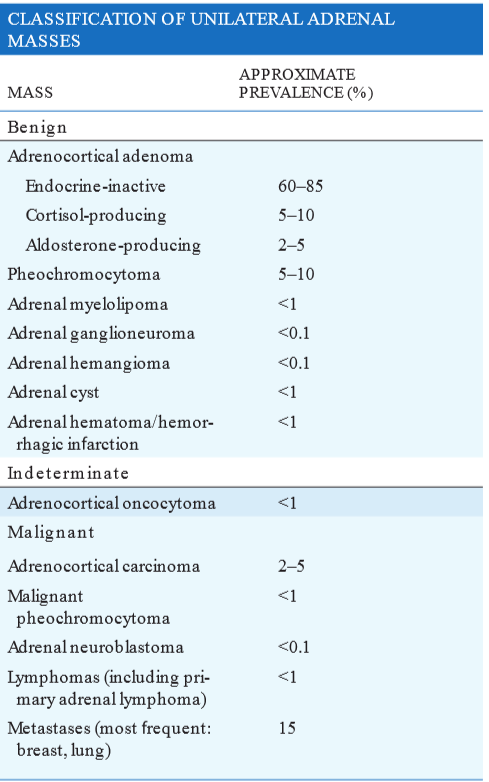 CLASSIFICATION OF UNILATERAL ADRENAL
MASSES
MASS
APPROXIMATE
PREVALENCE (%)
Benign
Adrenocortical adenoma
Endocrine-inactive 60–85
Cortisol-producing 5–10
Aldosterone-producing 2–5
Pheochromocytoma 5–10
Adrenal myelolipoma <1
Adrenal ganglioneuroma <0.1
Adrenal hemangioma <0.1
Adrenal cyst <1
Adrenal hematoma/hemor- <1
rhagic infarction
Indeterminate
Adrenocortical oncocytoma <1
Malignant
Adrenocortical carcinoma 2–5
Malignant <1
pheochromocytoma
Adrenal neuroblastoma <0.1
Lymphomas (including pri- <1
mary adrenal lymphoma)
Metastases (most frequent: 15
breast, lung)